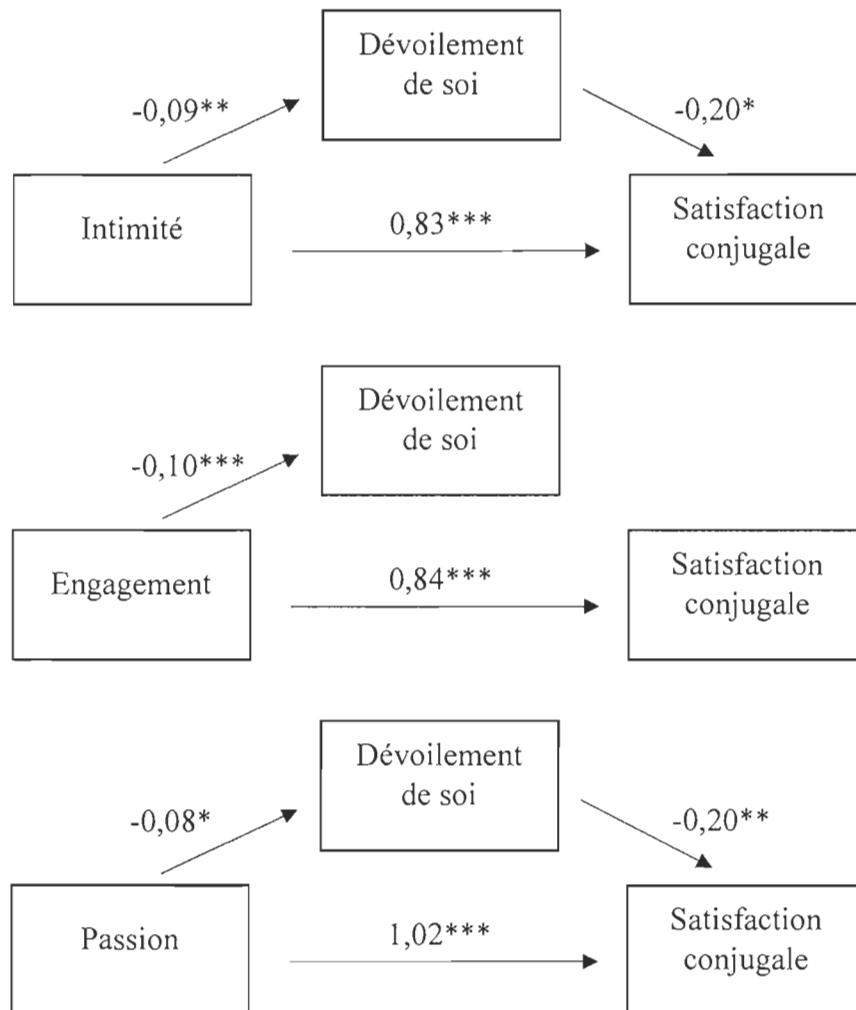 Dévoilement
de soi
-0,09**
-0,20*
Intimité
0,83***
Satisfaction
conjugale
Dévoilement
de soi
-0,10***
Engagement
0,84***
Satisfaction
conjugale
Dévoilement
de soi
-0,08*
-0,20**
Passion
1,02***
Satisfaction
conjugale